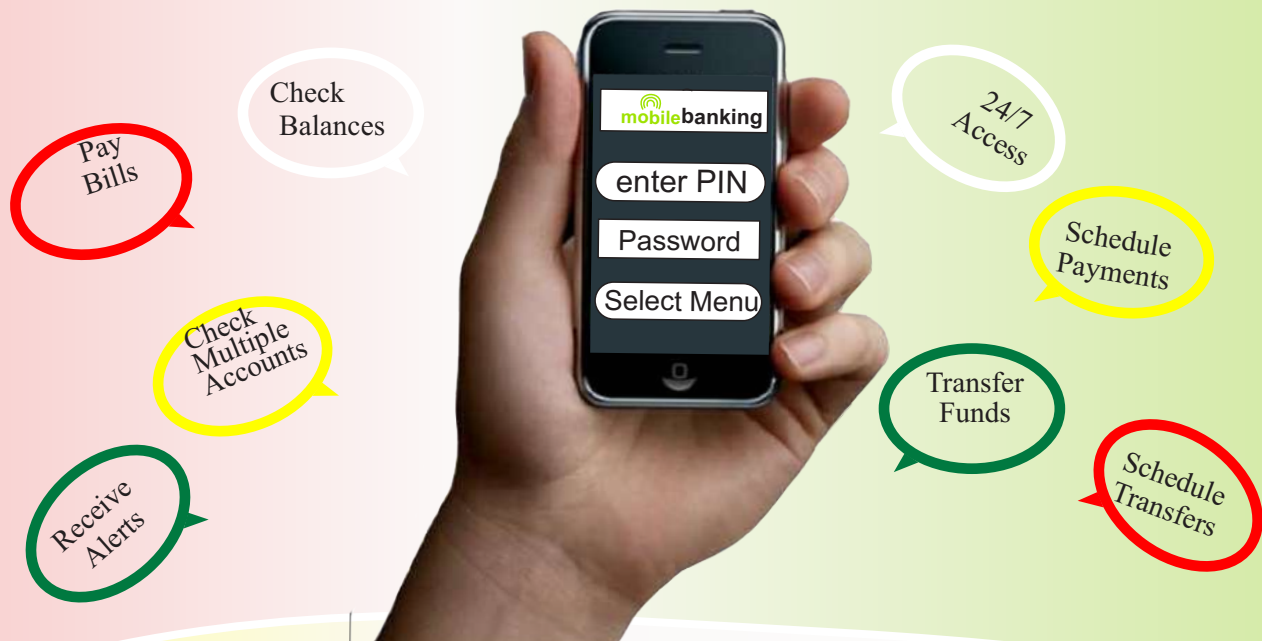 Check
Balances
Pay
Bills
Check
Multiple
Accounts
Receive
Alerts
mobilebanking
enter PIN
Password
Select Menu
24/7
Access
Schedule
Payments
Transfer
Funds
Schedule
Transfers